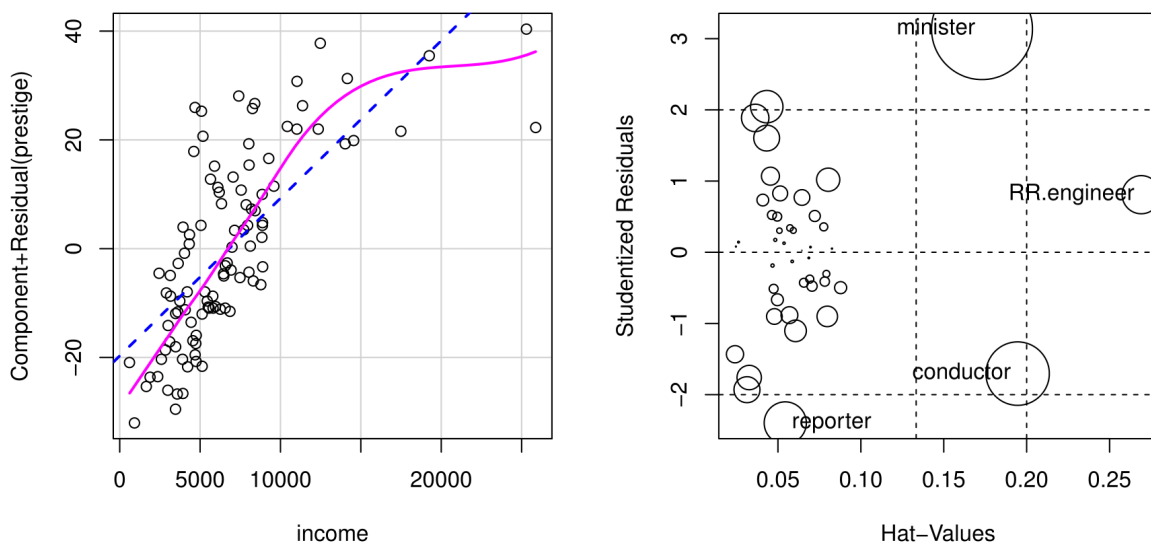 Component+Residual(prestige)
40
20
0
−20
0
5000
10000
20000
income
Studentized Residuals
3
2
1
0
−1
−2
minister
RR.engineer
conductor
reporter
0.05
0.10
0.15
0.20
0.25
Hat−Values